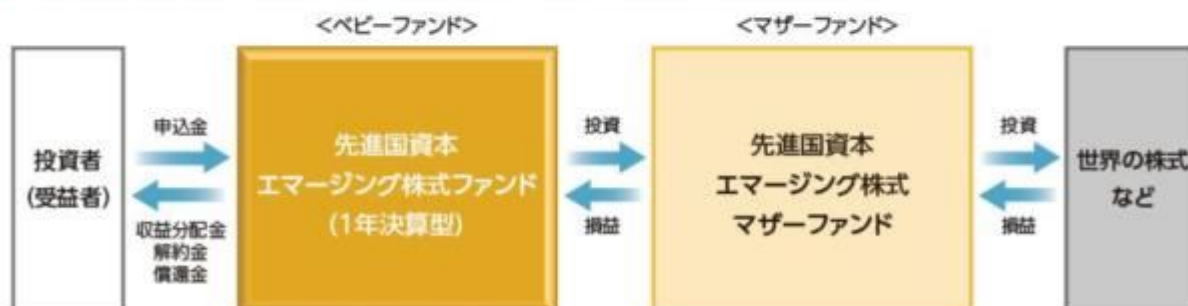 <ベビーファンド>
<マザーファンド>
投資者
(受益者)
申込金
収益分配金
解約金
償還金
先進国資本
エマージング株式ファンド
(1年決算型)
投資
損益
先進国資本
エマージング株式
マザーファンド
投資
損益
世界の株式
など